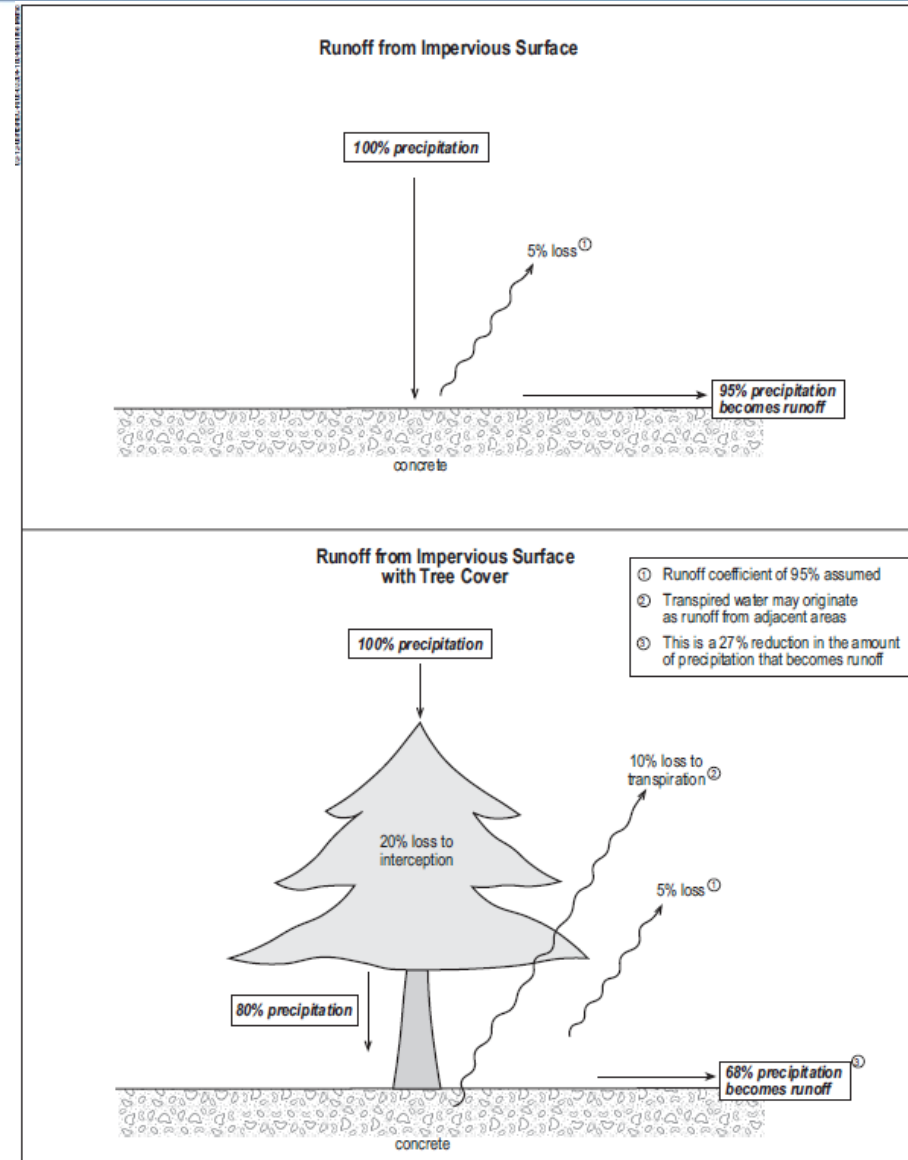 Runoff from Impervious Surface
100% precipitation
5% loss①
95% precipitation
becomes runoff
concrete
Runoff from Impervious Surface
with Tree Cover
① Runoff coefficient of 95% assumed
② Transpired water may originate
as runoff from adjacent areas
③ This is a 27% reduction in the amount
of precipitation that becomes runoff
100% precipitation
10% loss to
transpiration②
20% loss to
interception
5% loss①
80% precipitation
68% precipitation③
becomes runoff
concrete